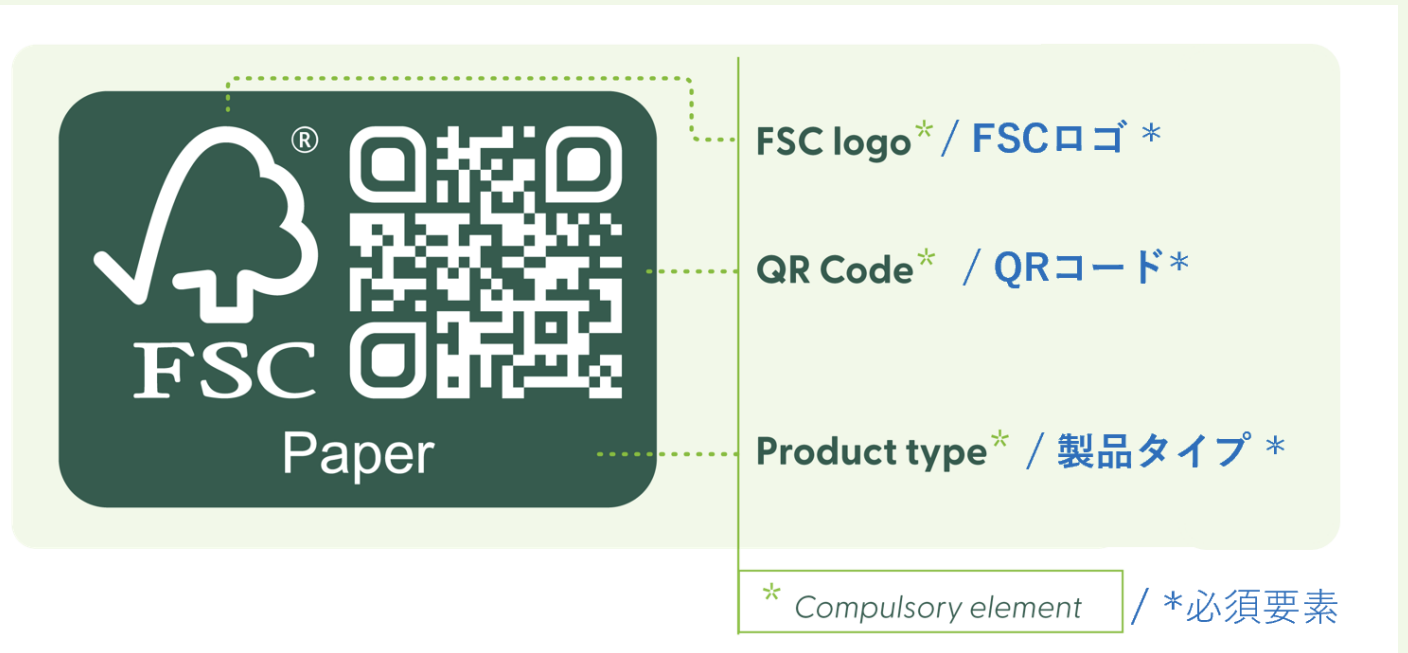 ®
FSC
Paper
FSC logo* / FSCロゴ *
QR Code* / QRコード*
Product type* / 製品タイプ *
* Compulsory element / *必須要素